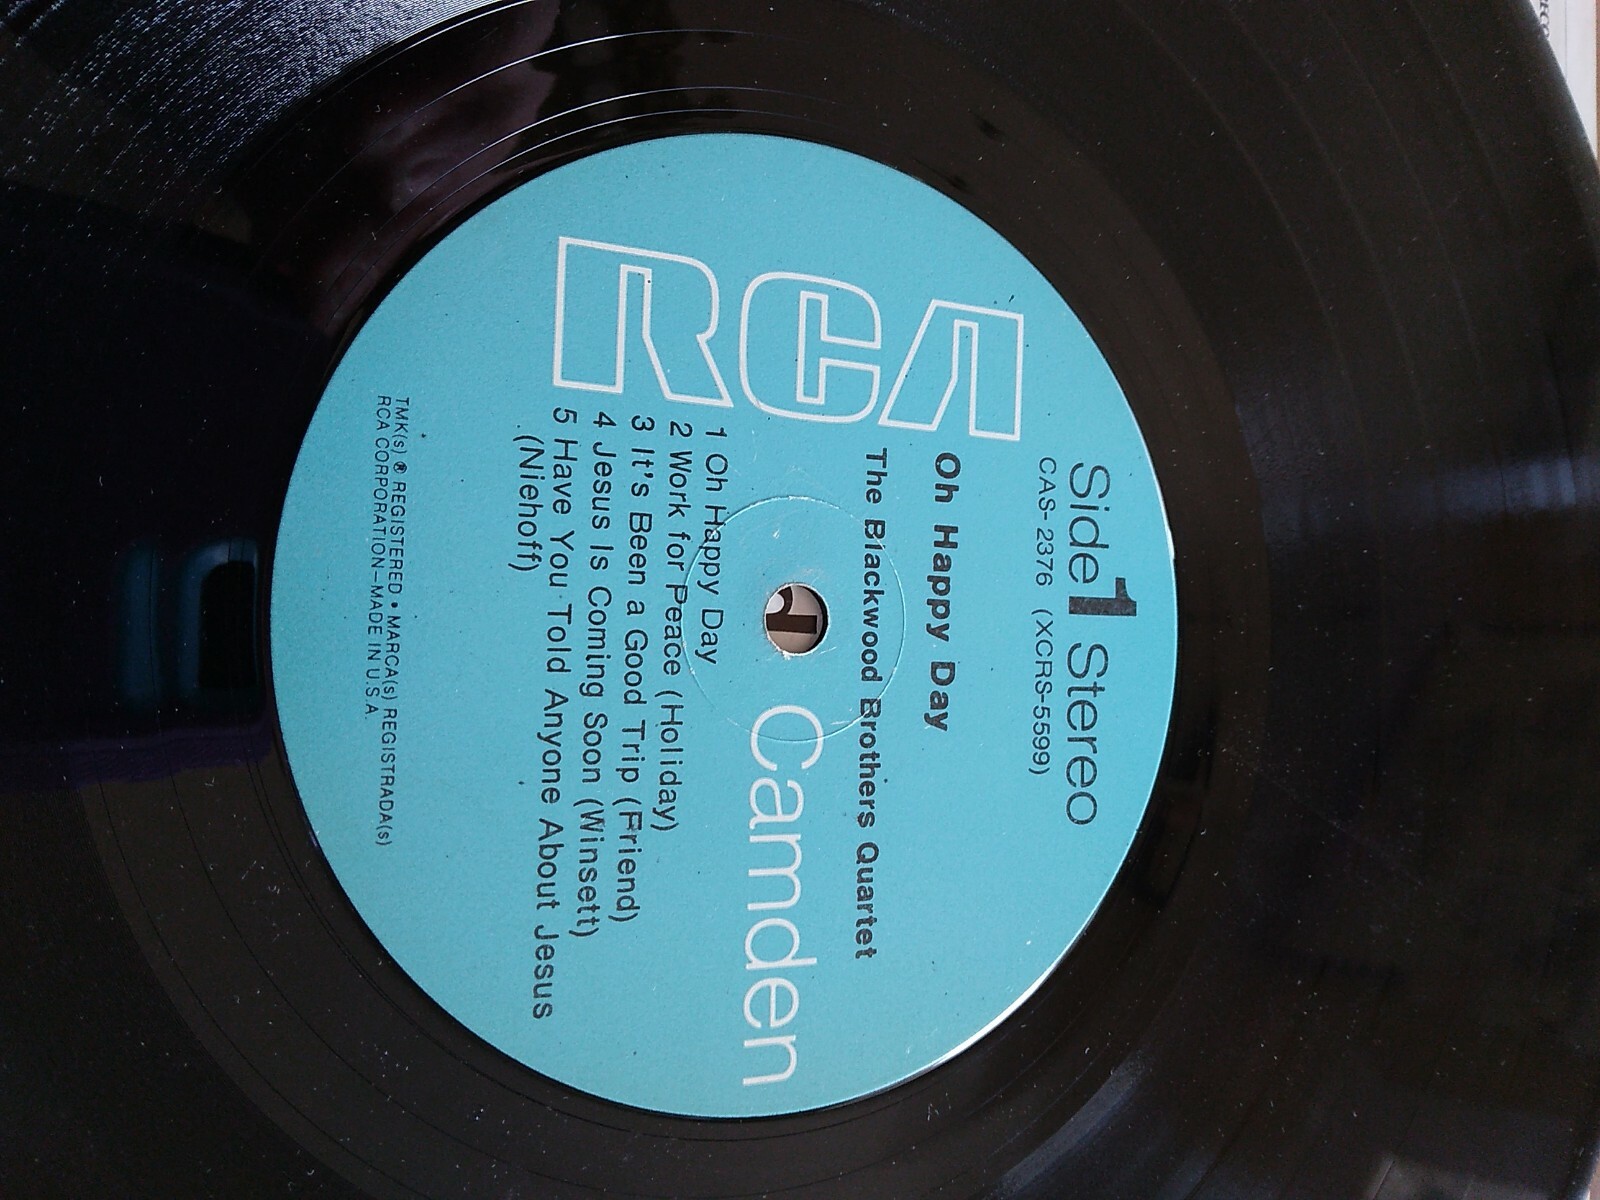 Side 1 Stereo
CAS-2376 (XCRS-5599)
Oh Happy Day
The Blackwood Brothers Quartet
RCA Camden
1 Oh Happy Day
2 Work for Peace (Holiday)
3 It's Been a Good Trip (Friend)
4 Jesus Is Coming Soon (Winsett)
5 Have You Told Anyone About Jesus
(Niehoff)
TMK(s) ® REGISTERED • MARCA(s) REGISTRADA(s)
RCA CORPORATION—MADE IN U.S.A.